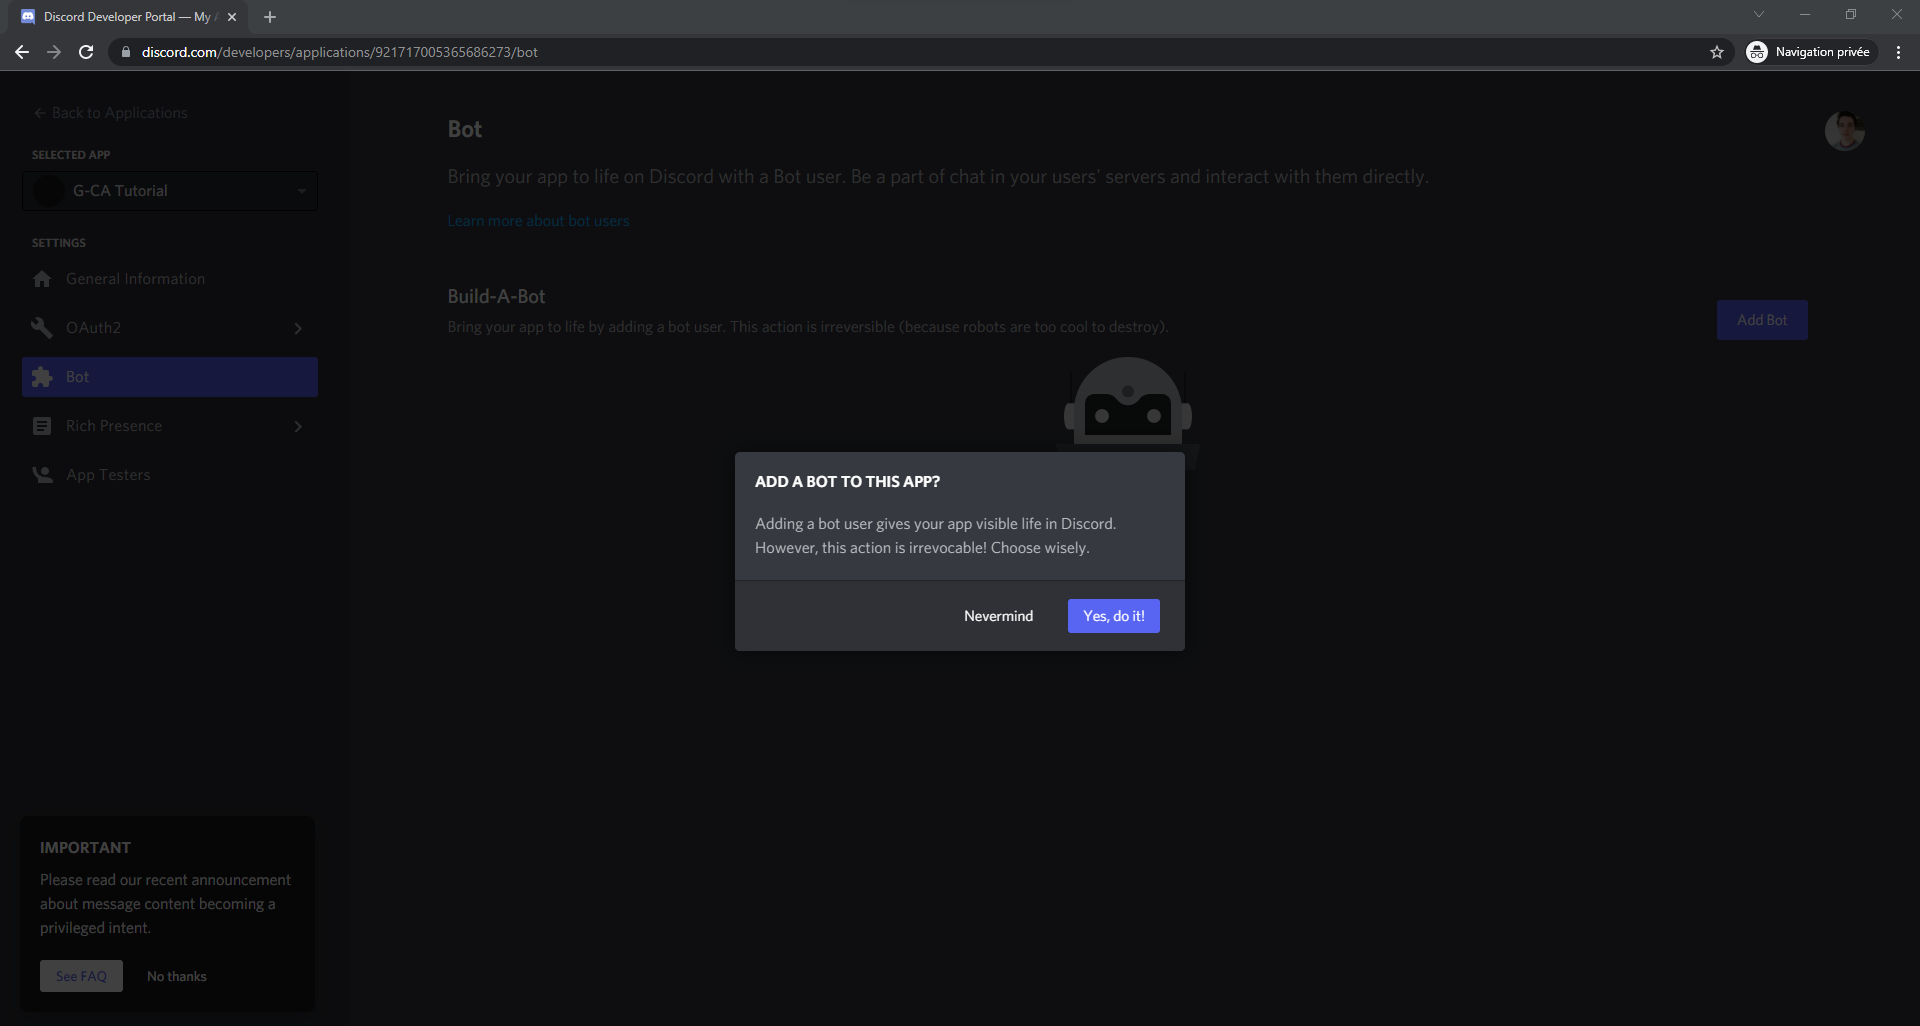 Discord Developer Portal — My A
discord.com/developers/applications/921717005365686273/bot
Navigation privée
Back to Applications
SELECTED APP
G-CA Tutorial
SETTINGS
General Information
OAuth2
Bot
Rich Presence
App Testers
IMPORTANT
Please read our recent announcement
about message content becoming a
privileged intent.
See FAQ
No thanks
Bot
Bring your app to life on Discord with a Bot user. Be a part of chat in your users' servers and interact with them directly.
Learn more about bot users
Build-A-Bot
Bring your app to life by adding a bot user. This action is irreversible (because robots are too cool to destroy).
Add Bot
ADD A BOT TO THIS APP?
Adding a bot user gives your app visible life in Discord.
However, this action is irrevocable! Choose wisely.
Nevermind
Yes, do it!